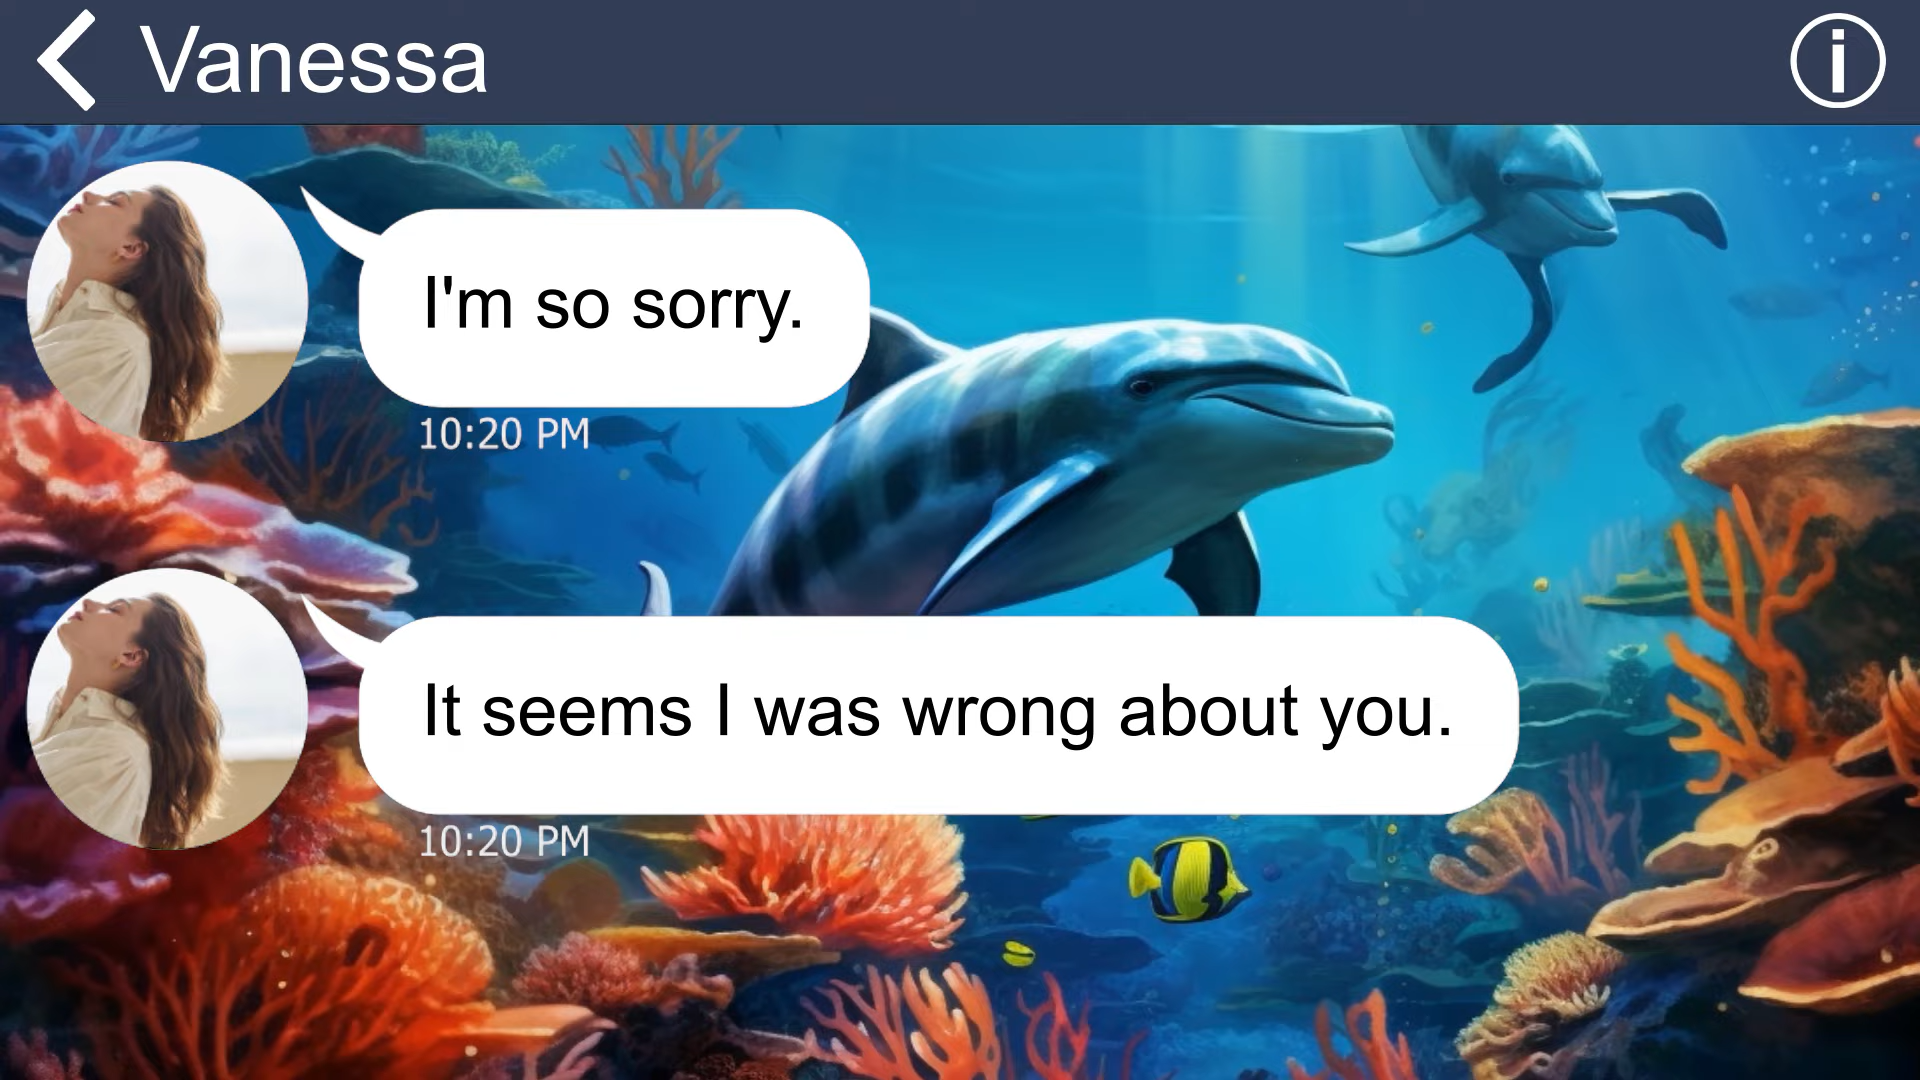 Vanessa
I'm so sorry.
10:20 PM
It seems I was wrong about you.
10:20 PM